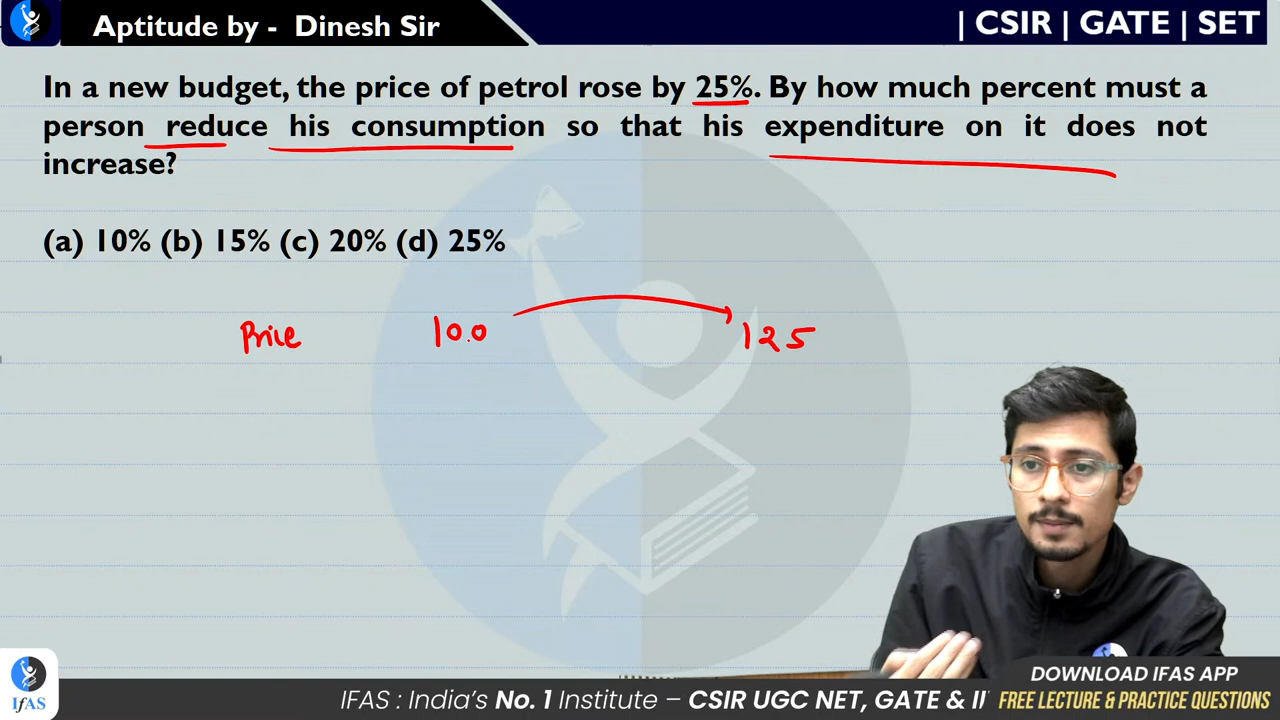 Aptitude by - Dinesh Sir
| CSIR | GATE | SET
In a new budget, the price of petrol rose by 25%. By how much percent must a
person reduce his consumption so that his expenditure on it does not
increase?
(a) 10% (b) 15% (c) 20% (d) 25%
Price 100 125
IFAS
IFAS : India's No. 1 Institute – CSIR UGC NET, GATE & II
DOWNLOAD IFAS APP
FREE LECTURE & PRACTICE QUESTIONS